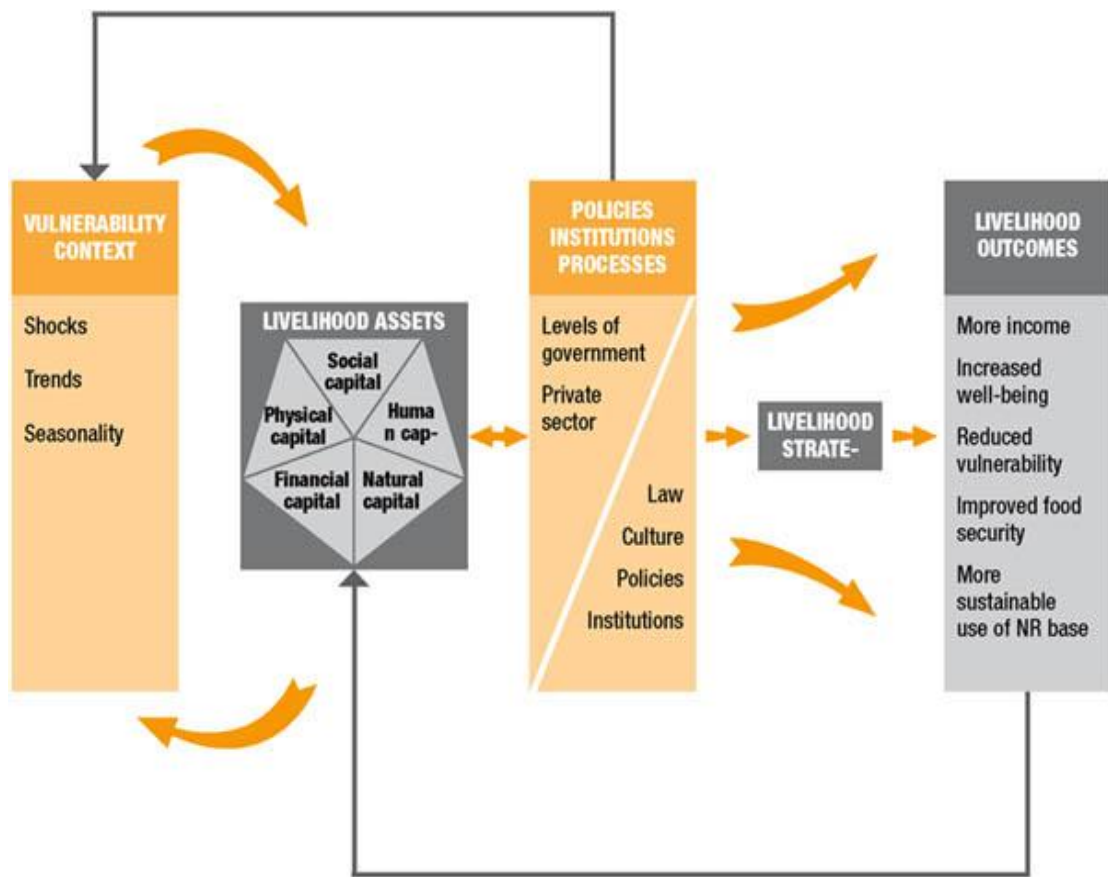 VULNERABILITY
CONTEXT
Shocks
Trends
Seasonality
LIVELIHOOD ASSETS
Social
capital
Physical
capital
Huma
n cap-
Financial
capital
Natural
capital
POLICIES
INSTITUTIONS
PROCESSES
Levels of
government
Private
sector
Law
Culture
Policies
Institutions
LIVELIHOOD
STRATE-
LIVELIHOOD
OUTCOMES
More income
Increased
well-being
Reduced
vulnerability
Improved food
security
More
sustainable
use of NR base